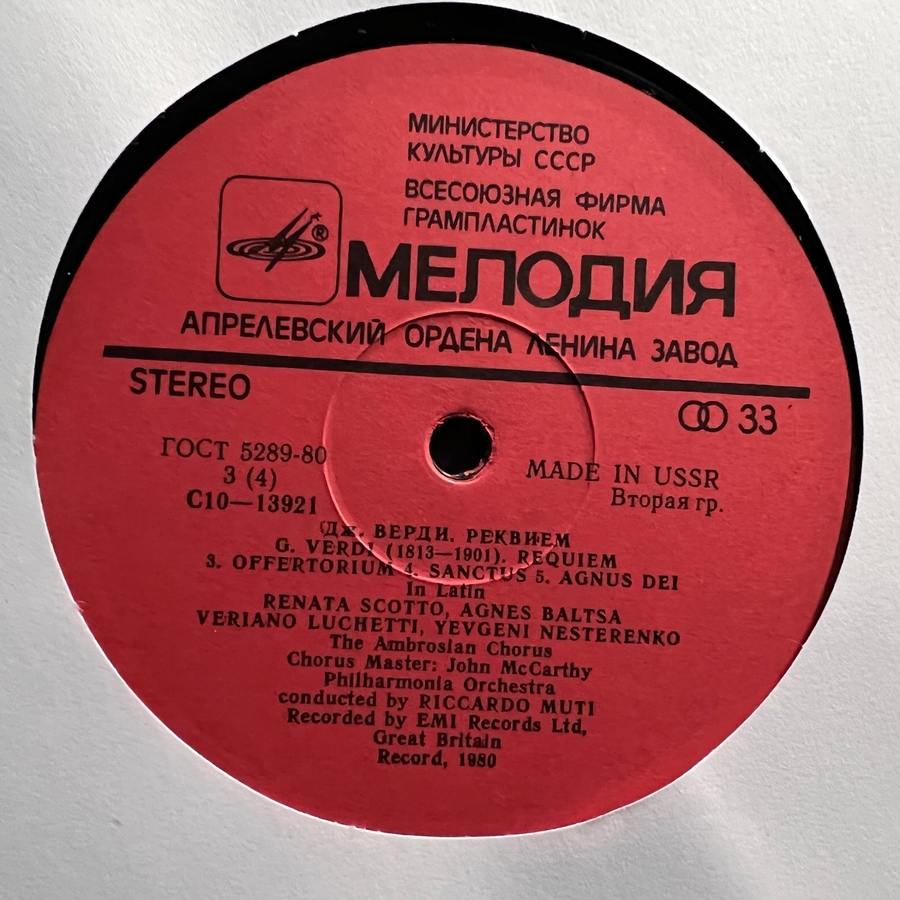 МИНИСТЕРСТВО
КУЛЬТУРЫ СССР
ВСЕСОЮЗНАЯ ФИРМА
ГРАМПЛАСТИНОК
®
МЕЛОДИЯ
АПРЕЛЕВСКИЙ ОРДЕНА ЛЕНИНА ЗАВОД
STEREO
33
ГОСТ 5289-80
3 (4)
С10—13921
MADE IN USSR
Вторая гр.
ДЖ. ВЕРДИ. РЕКВИЕМ
G. VERDI (1813—1901). REQUIEM
3. OFFERTORIUM 4. SANCTUS 5. AGNUS DEI
In Latin
RENATA SCOTTO, AGNES BALTSA
VERIANO LUCHETTI, YEVGENI NESTERENKO
The Ambrosian Chorus
Chorus Master: John McCarthy
Philharmonia Orchestra
conducted by RICCARDO MUTI
Recorded by EMI Records Ltd,
Great Britain
Record, 1980